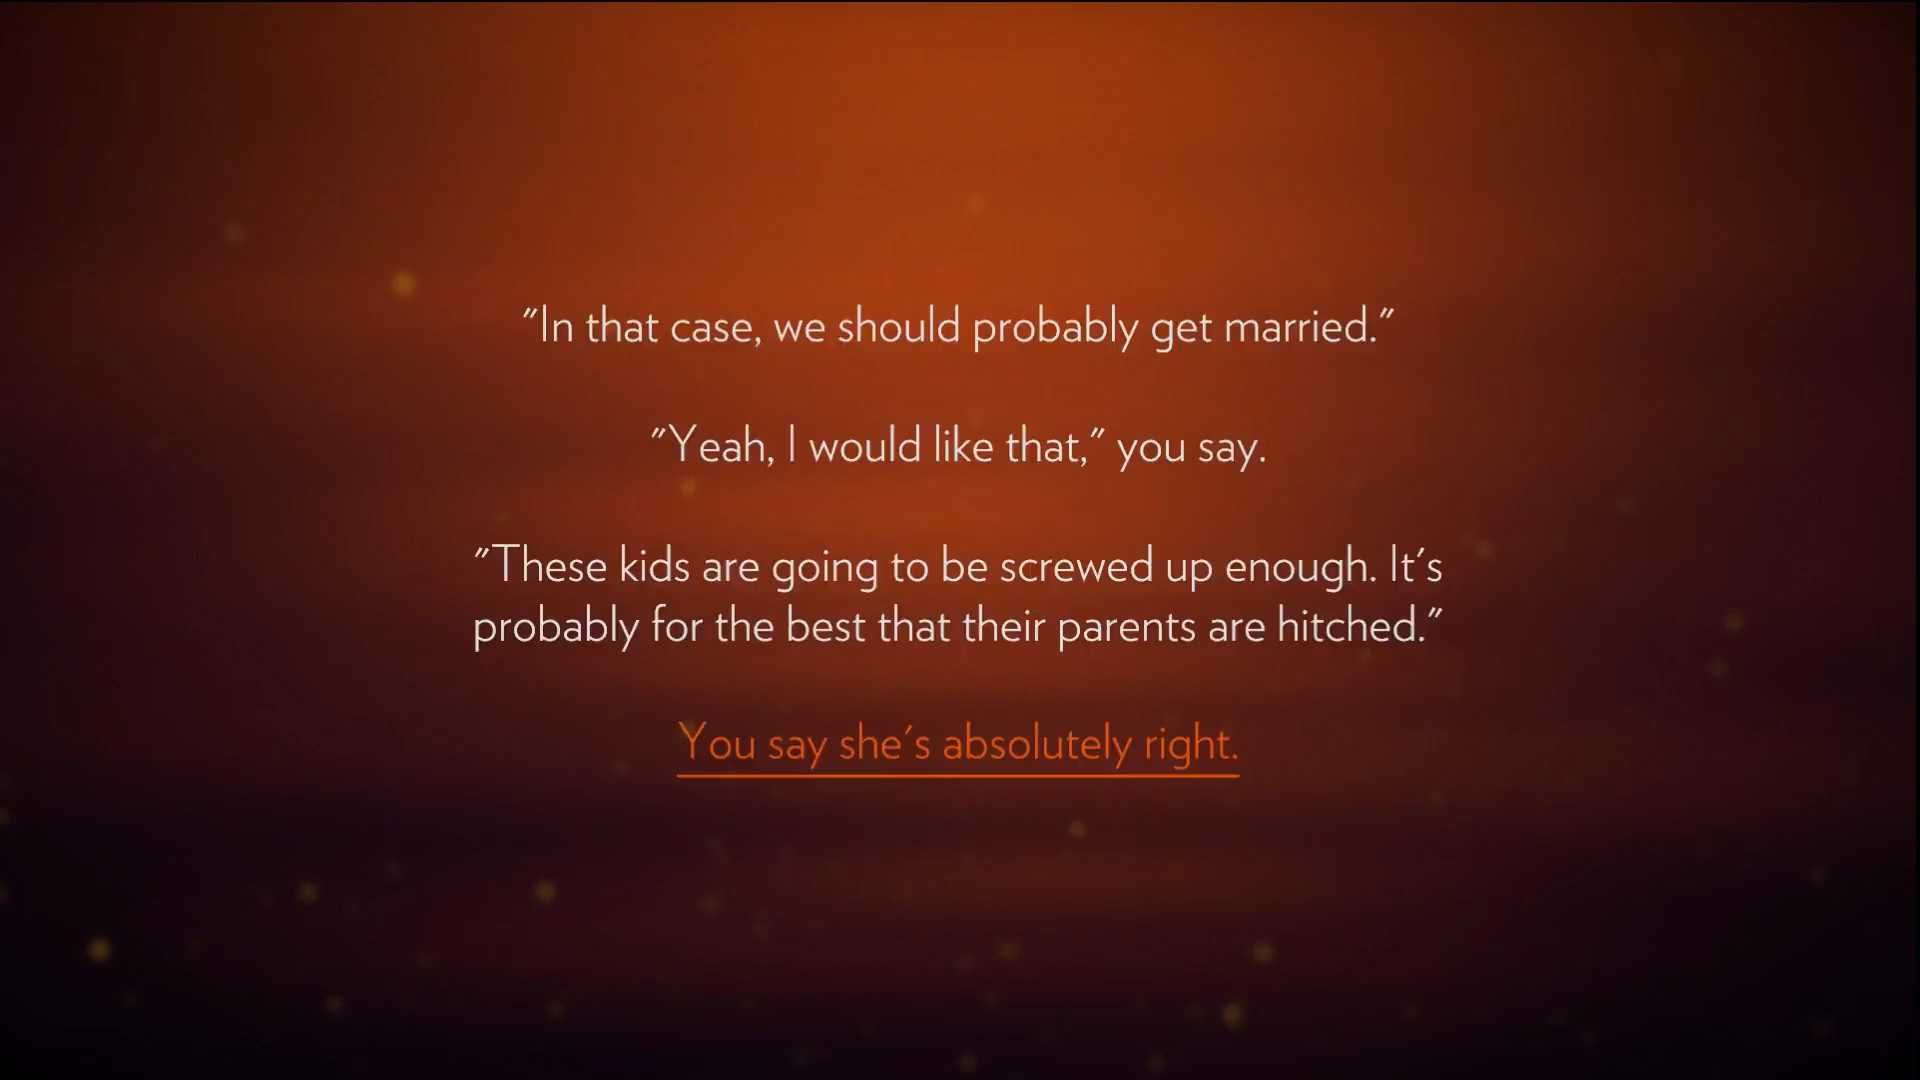 "In that case, we should probably get married."
"Yeah, I would like that," you say.
"These kids are going to be screwed up enough. It's
probably for the best that their parents are hitched."
You say she's absolutely right.